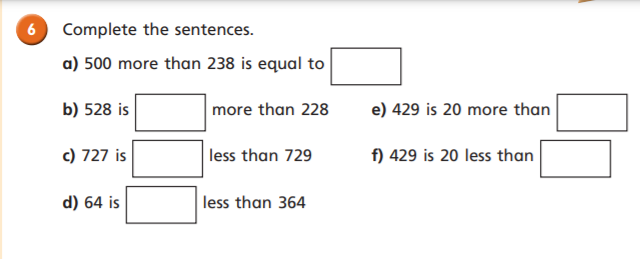 6 Complete the sentences.
a) 500 more than 238 is equal to
b) 528 is more than 228
c) 727 is less than 729
d) 64 is less than 364
e) 429 is 20 more than
f) 429 is 20 less than